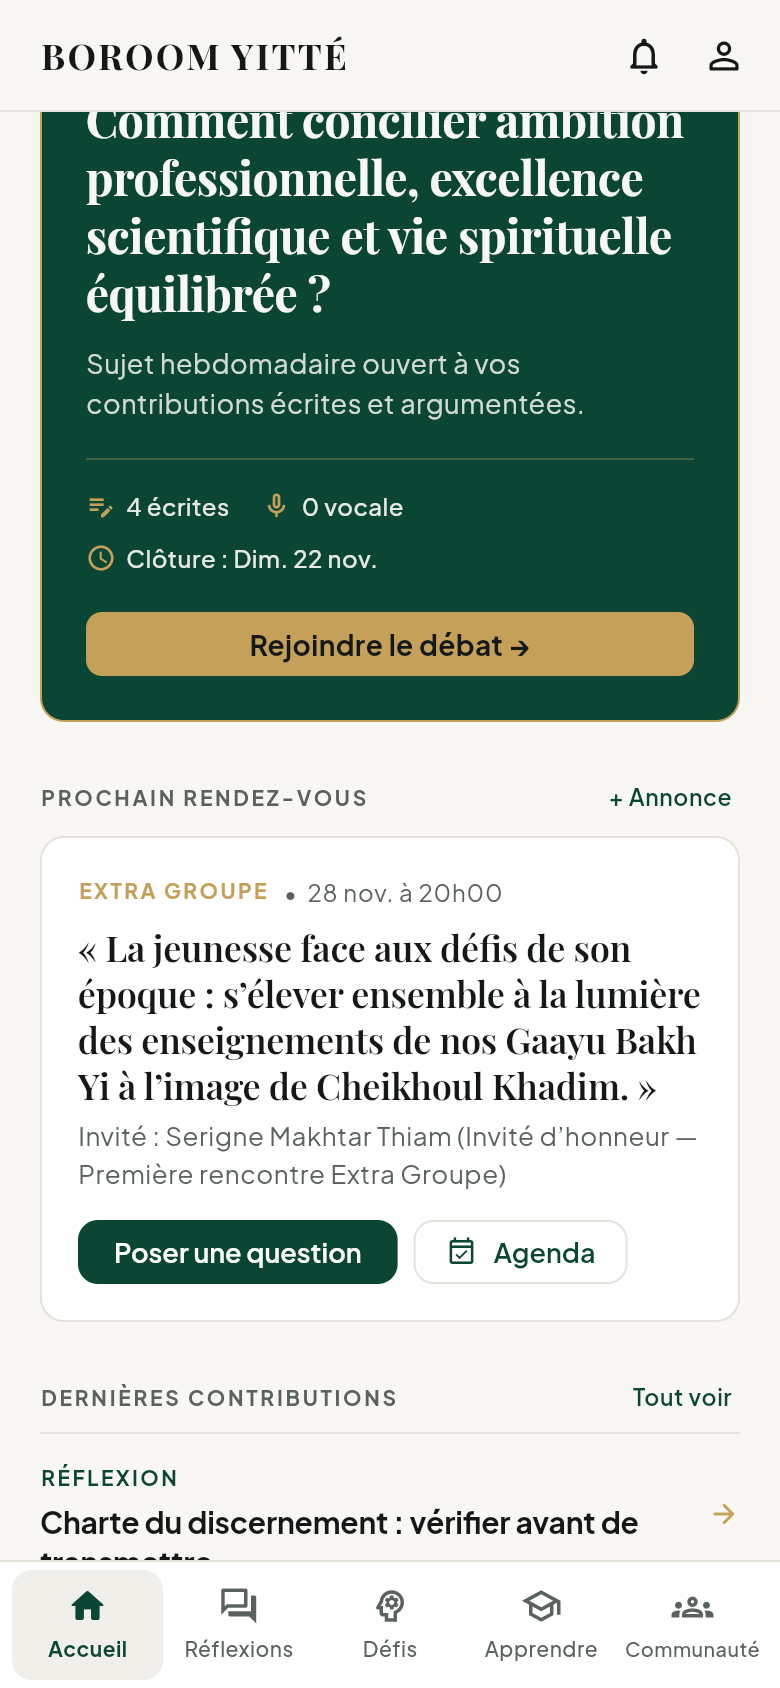 BOROOM YITTÉ
Comment concilier ambition
professionnelle, excellence
scientifique et vie spirituelle
équilibrée ?
Sujet hebdomadaire ouvert à vos
contributions écrites et argumentées.
4 écrites 0 vocale
Clôture : Dim. 22 nov.
Rejoindre le débat →
PROCHAIN RENDEZ-VOUS + Annonce
EXTRA GROUPE • 28 nov. à 20h00
« La jeunesse face aux défis de son
époque : s’élever ensemble à la lumière
des enseignements de nos Gaayu Bakh
Yi à l’image de Cheikhoul Khadim. »
Invité : Serigne Makhtar Thiam (Invité d’honneur —
Première rencontre Extra Groupe)
Poser une question Agenda
DERNIÈRES CONTRIBUTIONS Tout voir
RÉFLEXION
Charte du discernement : vérifier avant de
transmettre
Accueil Réflexions Défis Apprendre Communauté